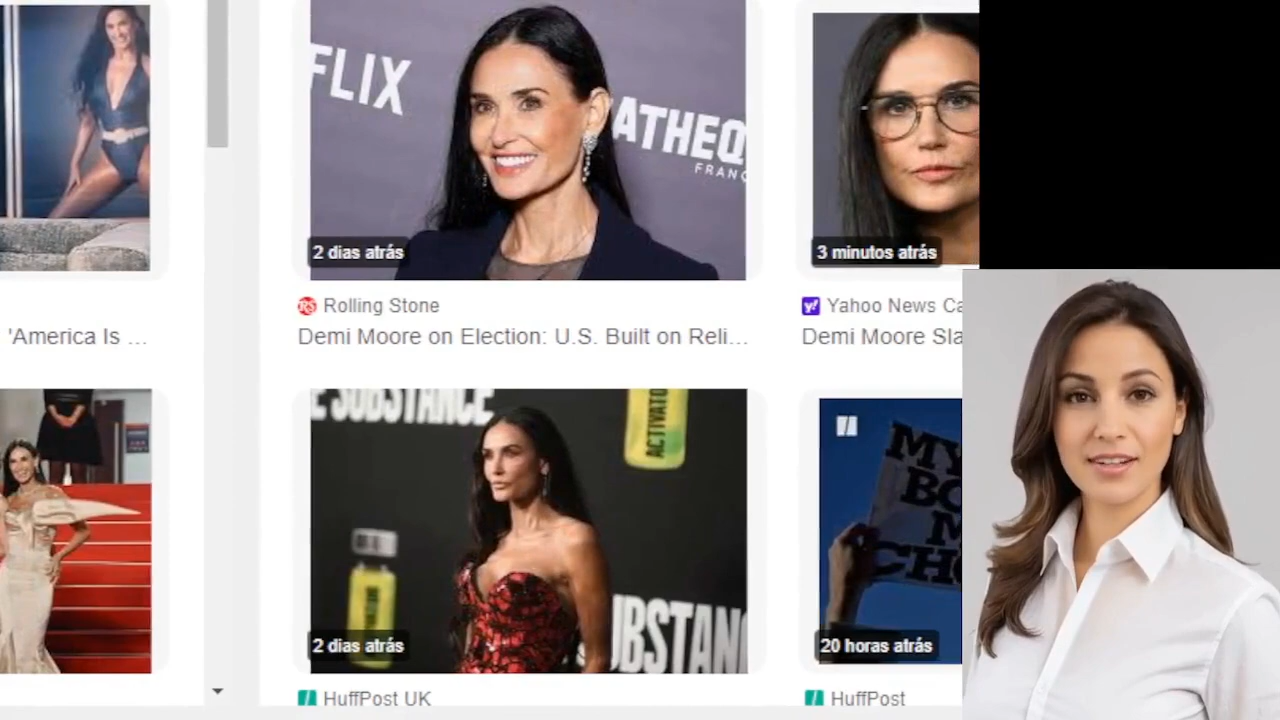 FLIX
ATHEQ
FRANÇ
2 dias atrás
3 minutos atrás
Rolling Stone
Yahoo News Ca
'America Is ...
Demi Moore on Election: U.S. Built on Reli...
Demi Moore Sla
E SUBSTANCE
ACTIVATO
MY
BO
M
CHO
UBSTANC
2 dias atrás
20 horas atrás
HuffPost UK
HuffPost